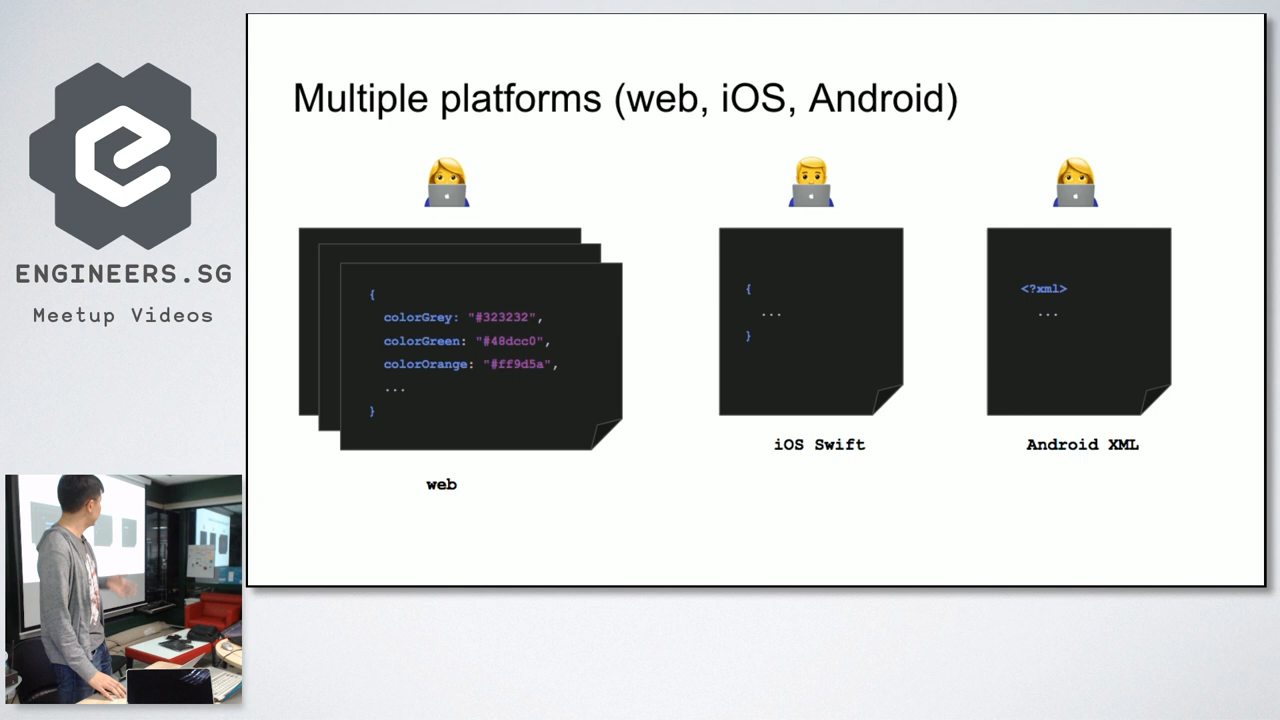 ENGINEERS.SG
Meetup Videos
Multiple platforms (web, iOS, Android)
{
colorGrey: "#323232",
colorGreen: "#48dcc0",
colorOrange: "#ff9d5a",
...
}
web
{
...
}
iOS Swift
<?xml>
...
Android XML